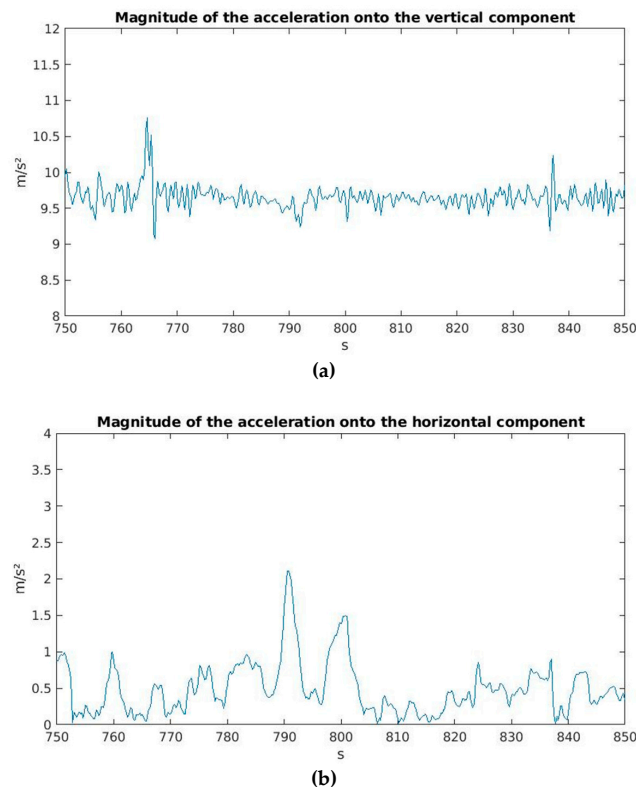 Magnitude of the acceleration onto the vertical component
12
11.5
11
10.5
10
9.5
9
8.5
8
m/s²
750 760 770 780 790 800 810 820 830 840 850
s
(a)
Magnitude of the acceleration onto the horizontal component
4
3.5
3
2.5
2
1.5
1
0.5
0
m/s²
750 760 770 780 790 800 810 820 830 840 850
s
(b)